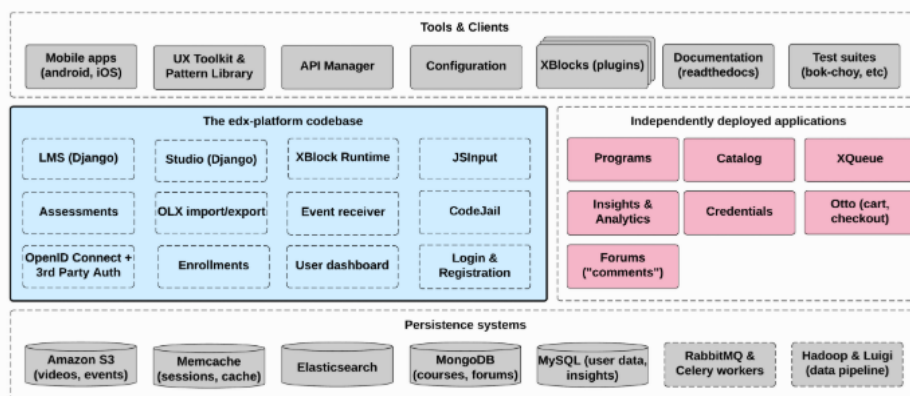 Tools & Clients
Mobile apps
(android, iOS)
UX Toolkit &
Pattern Library
API Manager
Configuration
XBlocks (plugins)
Documentation
(readthedocs)
Test suites
(bok-choy, etc)
The edx-platform codebase
LMS (Django)
Studio (Django)
XBlock Runtime
JSInput
Assessments
OLX import/export
Event receiver
CodeJail
OpenID Connect +
3rd Party Auth
Enrollments
User dashboard
Login &
Registration
Independently deployed applications
Programs
Catalog
XQueue
Insights &
Analytics
Credentials
Otto (cart,
checkout)
Forums
("comments")
Persistence systems
Amazon S3
(videos, events)
Memcache
(sessions, cache)
Elasticsearch
MongoDB
(courses, forums)
MySQL (user data,
insights)
RabbitMQ &
Celery workers
Hadoop & Luigi
(data pipeline)